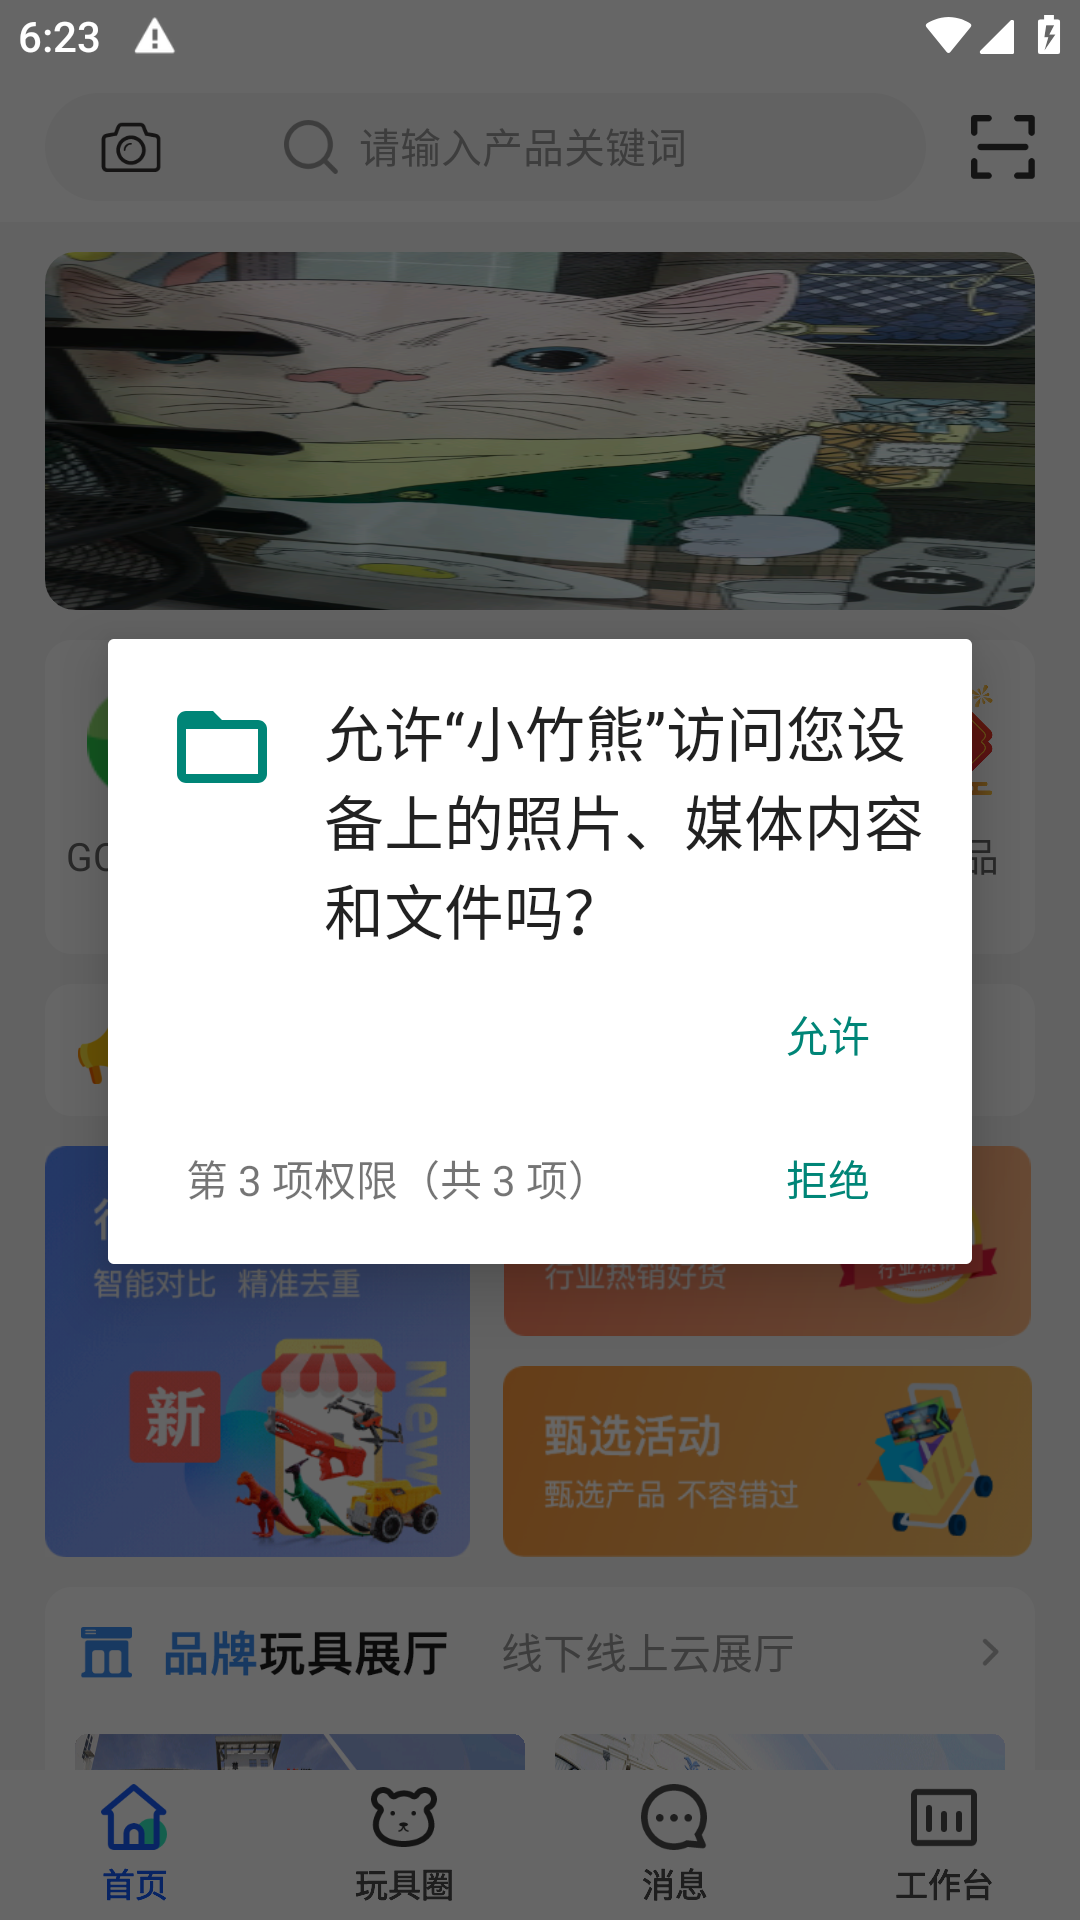 6:23
请输入产品关键词
允许“小竹熊”访问您设
备上的照片、媒体内容
和文件吗？
GO
品
允许
第 3 项权限（共 3 项）
拒绝
智能对比 精准去重
行业热销好货
行业热销
新
New
甄选活动
甄选产品 不容错过
品牌玩具展厅
线下线上云展厅
首页
玩具圈
消息
工作台